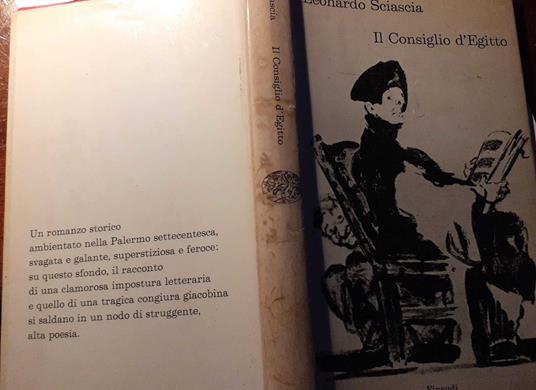 Un romanzo storico
ambientato nella Palermo settecentesca,
svagata e galante, superstiziosa e feroce:
su questo sfondo, il racconto
di una clamorosa impostura letteraria
e quello di una tragica congiura giacobina
si saldano in un nodo di struggente,
alta poesia.
Sciascia
Il Consiglio d'Egitto
Leonardo Sciascia
Il Consiglio d'Egitto
Einaudi